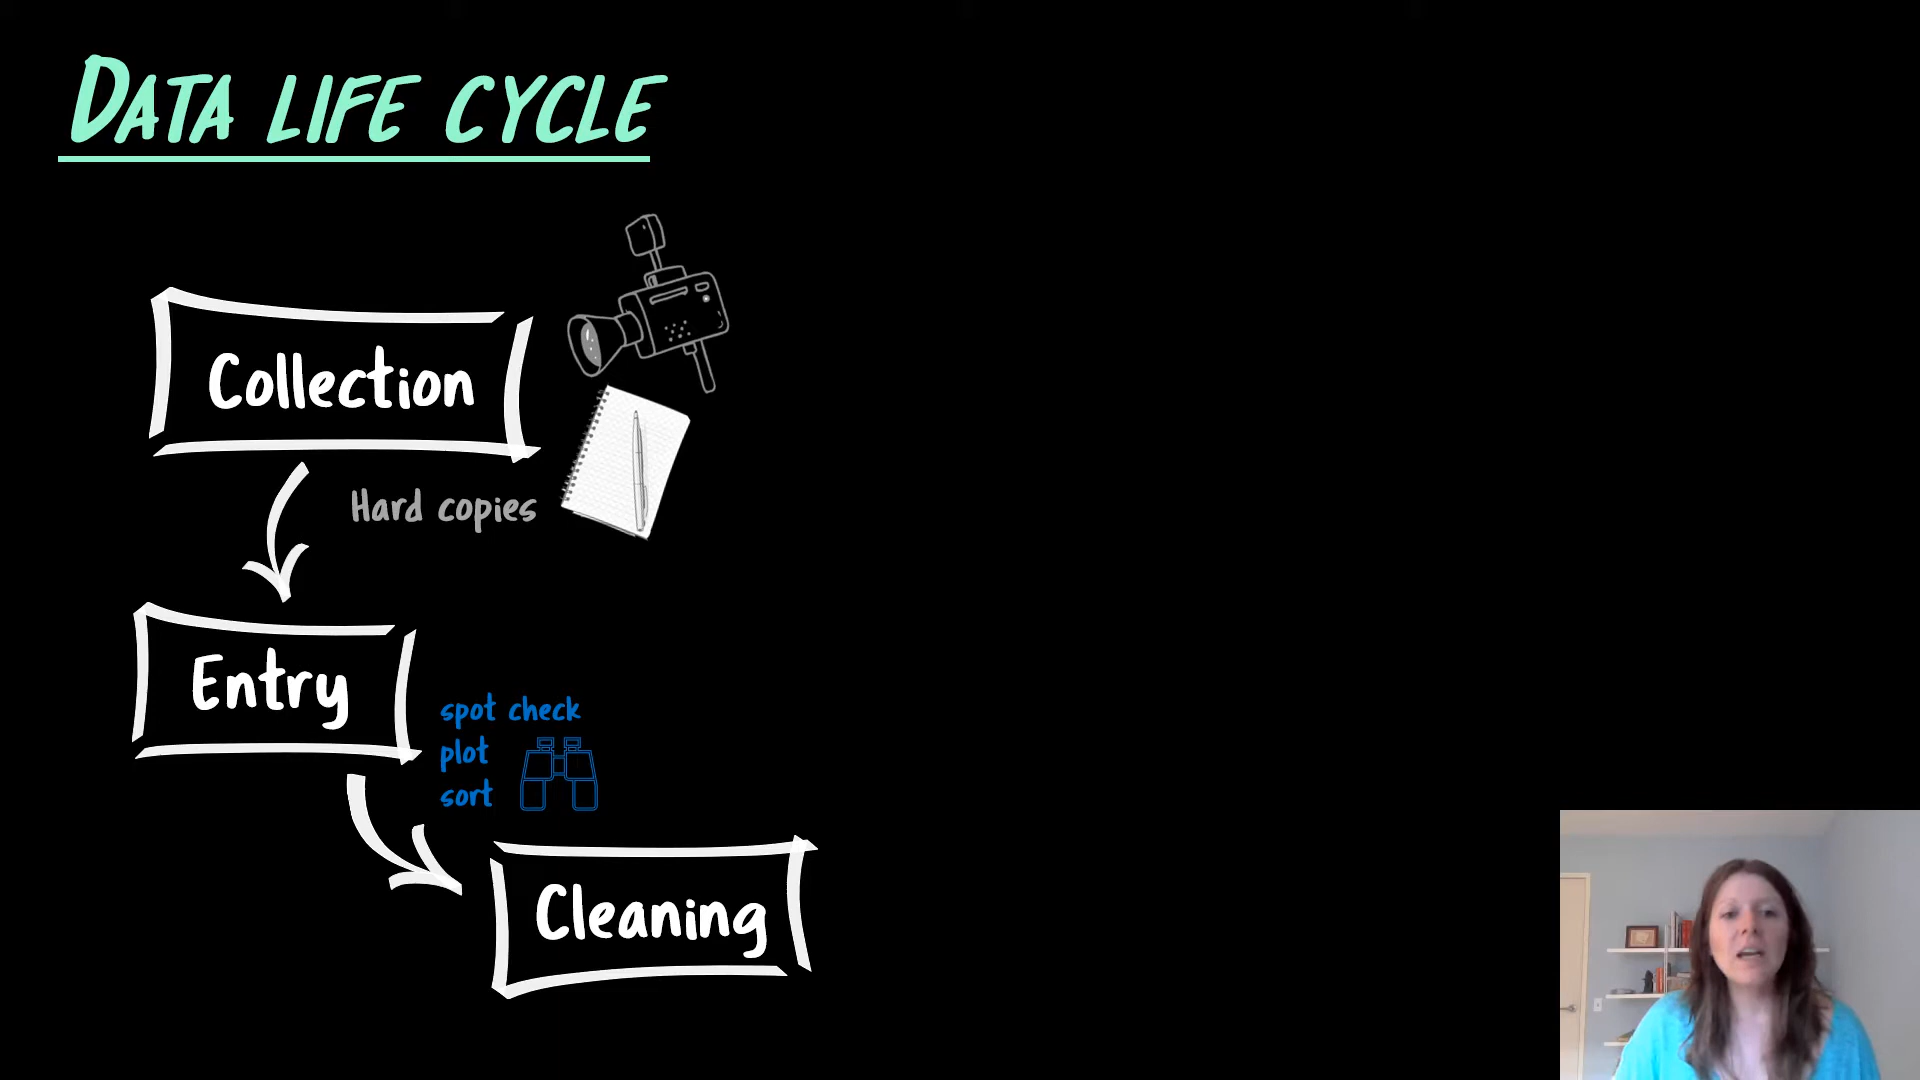 DATA LIFE CYCLE
Collection
Hard copies
Entry
spot check
plot
sort
Cleaning